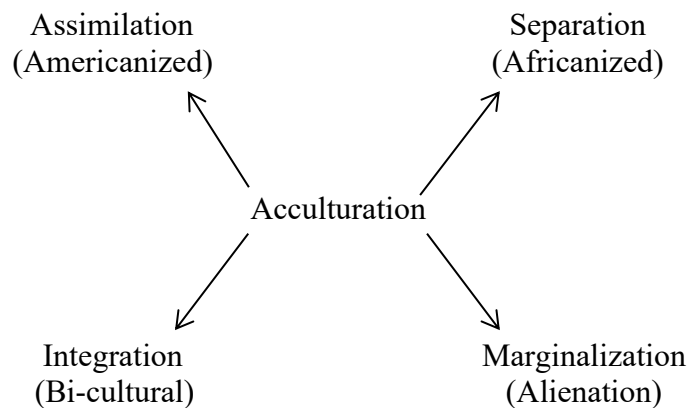 Assimilation
(Americanized)
Separation
(Africanized)
Acculturation
Integration
(Bi-cultural)
Marginalization
(Alienation)